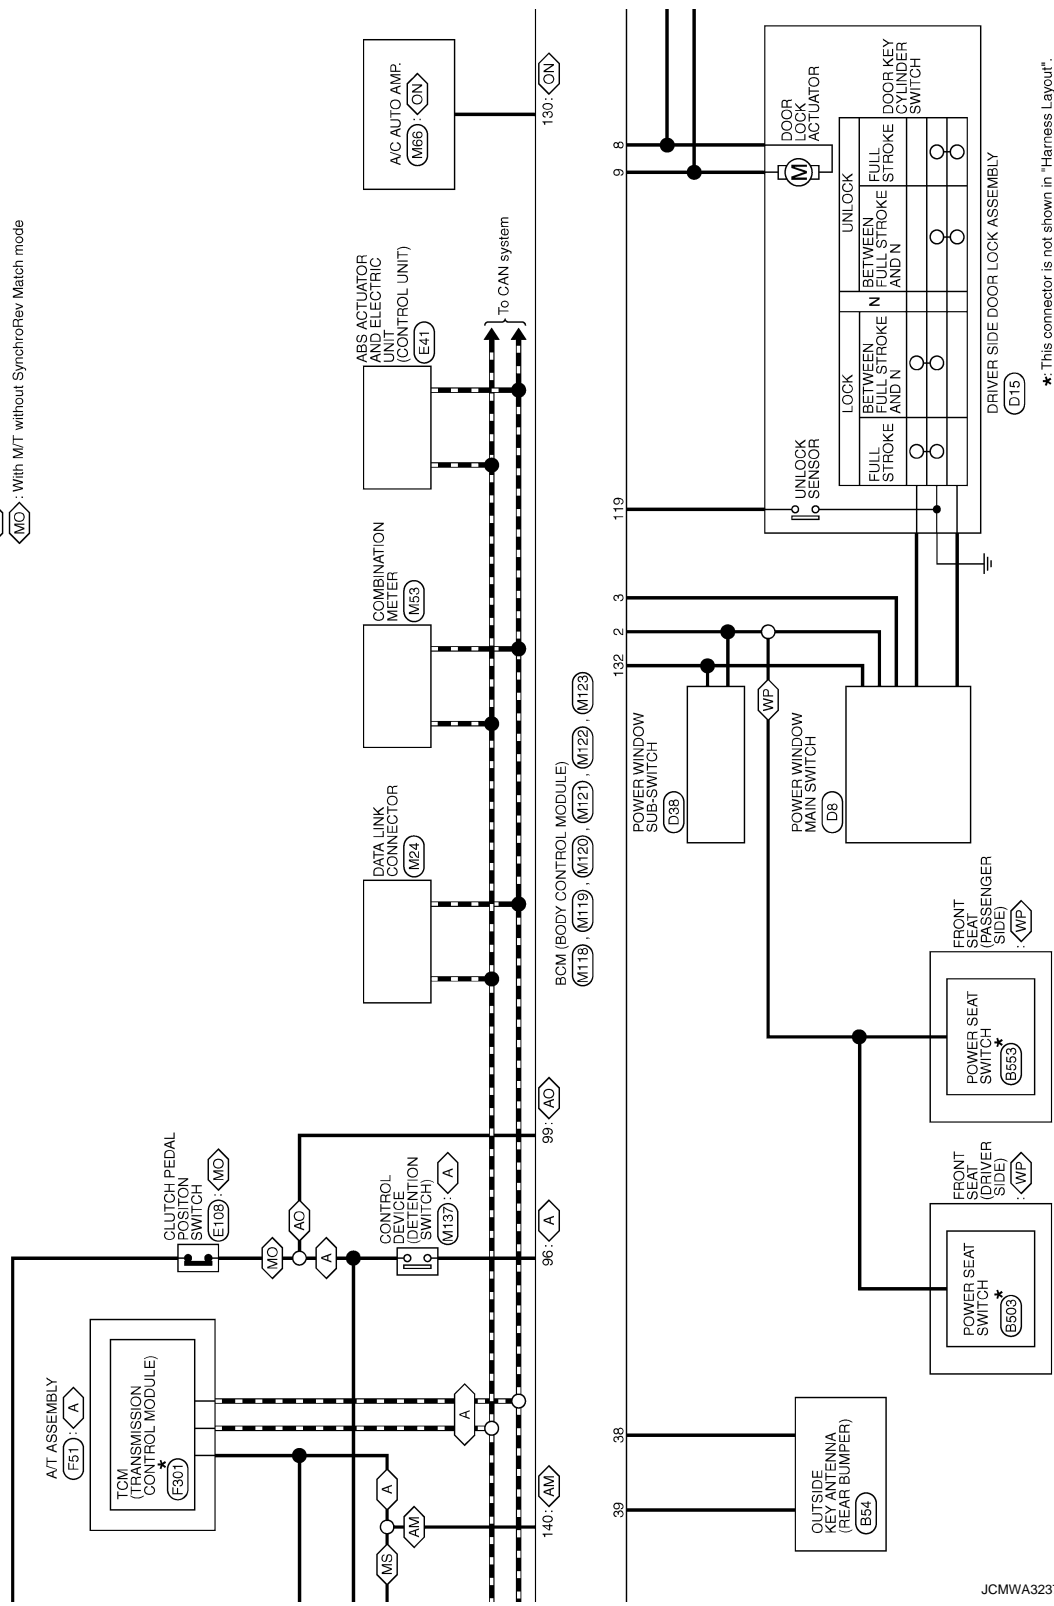 MO : With M/T without SynchroRev Match mode
A/T ASSEMBLY
F51 : A
TCM
(TRANSMISSION
CONTROL MODULE)
*
F301
CLUTCH PEDAL
POSITON
SWITCH
E108 : MO
MO
AO
A
CONTROL
DEVICE
(DETENTION
SWITCH)
M137 : A
A
A
MS
AM
DATA LINK
CONNECTOR
M24
COMBINATION
METER
M53
ABS ACTUATOR
AND ELECTRIC
UNIT
(CONTROL UNIT)
E41
To CAN system
A/C AUTO AMP.
M66 : ON
140: AM
96: A
99: AO
130: ON
BCM (BODY CONTROL MODULE)
M118 , M119 , M120 , M121 , M122 , M123
39
38
132
2
3
119
9
8
OUTSIDE
KEY ANTENNA
(REAR BUMPER)
B54
FRONT
SEAT
(DRIVER
SIDE)
: WP
POWER SEAT
SWITCH
*
B503
FRONT
SEAT
(PASSENGER
SIDE)
: WP
POWER SEAT
SWITCH
*
B553
POWER WINDOW
SUB-SWITCH
D38
WP
POWER WINDOW
MAIN SWITCH
D8
UNLOCK
SENSOR
DOOR
LOCK
ACTUATOR
M
LOCK
N
UNLOCK
FULL
STROKE
BETWEEN
FULL STROKE
AND N
BETWEEN
FULL STROKE
AND N
FULL
STROKE
DOOR KEY
CYLINDER
SWITCH
DRIVER SIDE DOOR LOCK ASSEMBLY
D15
*: This connector is not shown in "Harness Layout".